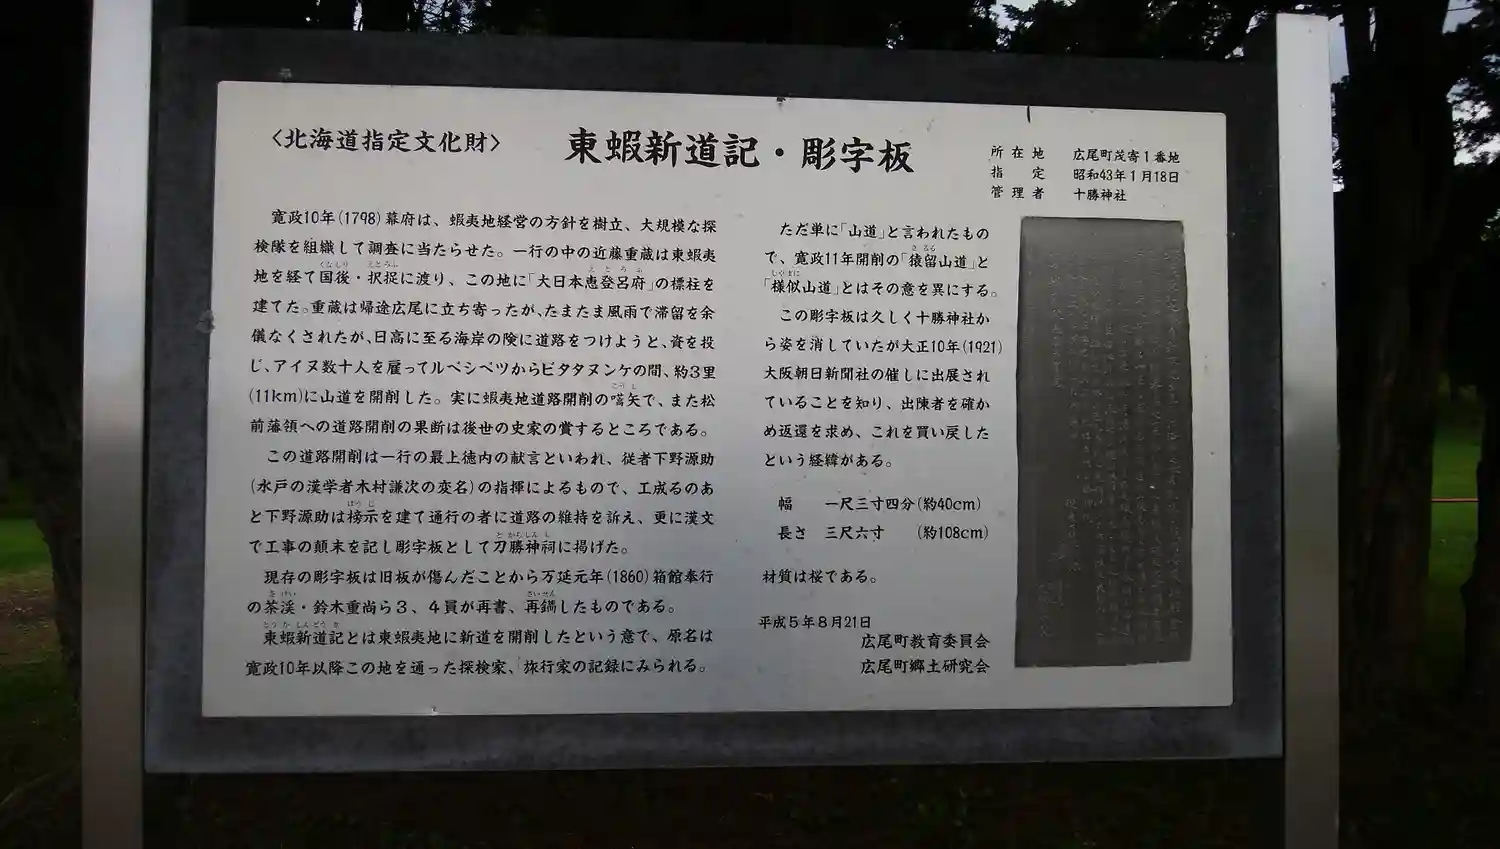 〈北海道指定文化財〉
東蝦新道記・彫字板
所在地 広尾町茂寄1番地
指定 昭和43年1月18日
管理者 十勝神社
寛政10年(1798)幕府は、蝦夷地経営の方針を樹立、大規模な探
検隊を組織して調査に当たらせた。一行の中の近藤重蔵は東蝦夷
地を経て国後・択捉に渡り、この地に「大日本恵登呂府」の標柱を
建てた。重蔵は帰途広尾に立ち寄ったが、たまたま風雨で滞留を余
儀なくされたが、日高に至る海岸の険に道路をつけようと、資を投
じ、アイヌ数十人を雇ってルベシベツからビタタヌンケの間、約3里
(11km)に山道を開削した。実に蝦夷地道路開削の嚆矢で、また松
前藩領への道路開削の果断は後世の史家の賞するところである。
この道路開削は一行の最上徳内の献言といわれ、従者下野源助
(水戸の漢学者木村謙次の変名)の指揮によるもので、工成るのあ
と下野源助は榜示を建て通行の者に道路の維持を訴え、更に漢文
で工事の顛末を記し彫字板として刀勝神祠に掲げた。
現存の彫字板は旧板が傷んだことから万延元年(1860)箱館奉行
の茶渓・鈴木重尚ら3、4員が再書、再鐫したものである。
東蝦新道記とは東蝦夷地に新道を開削したという意で、原名は
寛政10年以降この地を通った探検家、旅行家の記録にみられる。
ただ単に「山道」と言われたもの
で、寛政11年開削の「猿留山道」と
「様似山道」とはその意を異にする。
この彫字板は久しく十勝神社か
ら姿を消していたが大正10年(1921)
大阪朝日新聞社の催しに出展され
ていることを知り、出陳者を確か
め返還を求め、これを買い戻した
という経緯がある。
幅 一尺三寸四分(約40cm)
長さ 三尺六寸 (約108cm)
材質は桜である。
平成5年8月21日
広尾町教育委員会
広尾町郷土研究会